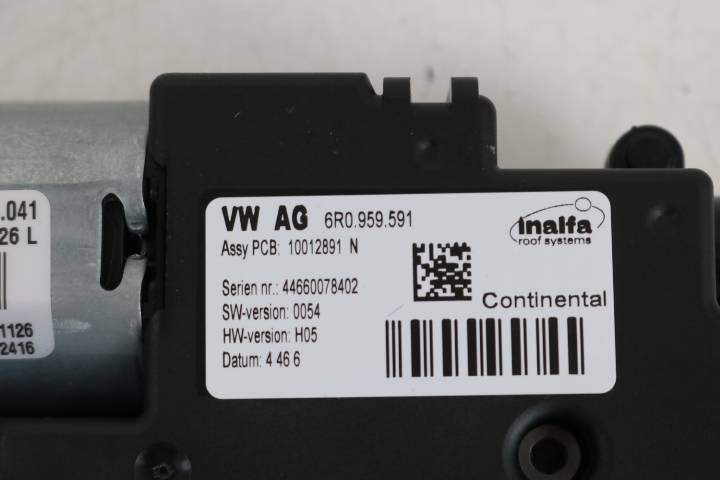 VW AG 6R0.959.591
Assy PCB: 10012891 N
Serien nr.: 44660078402
SW-version: 0054
HW-version: H05
Datum: 4 46 6
Inalfa
roof systems
Continental
.041
26 L
1126
2416